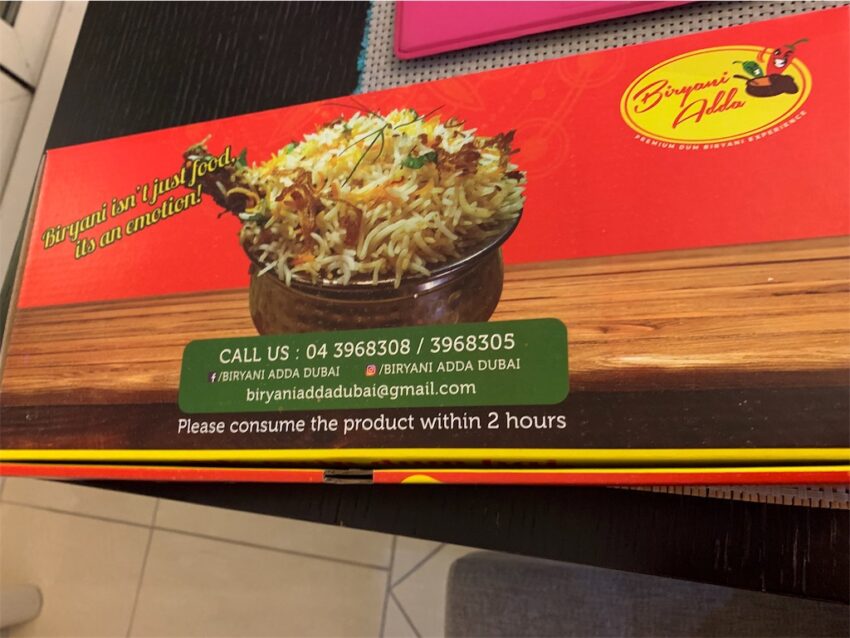 Biryani
Adda
PREMIUM DUM BIRYANI EXPERIENCE
Biryani isn't just food,
its an emotion!
CALL US : 04 3968308 / 3968305
/BIRYANI ADDA DUBAI /BIRYANI ADDA DUBAI
biryaniaddadubai@gmail.com
Please consume the product within 2 hours